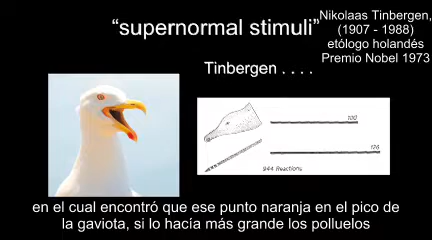 “supernormal stimuli”
Nikolaas Tinbergen,
(1907 - 1988)
etólogo holandés
Premio Nobel 1973
Tinbergen . . . .
100
126
944 Reactions
en el cual encontró que ese punto naranja en el pico de
la gaviota, si lo hacía más grande los polluelos